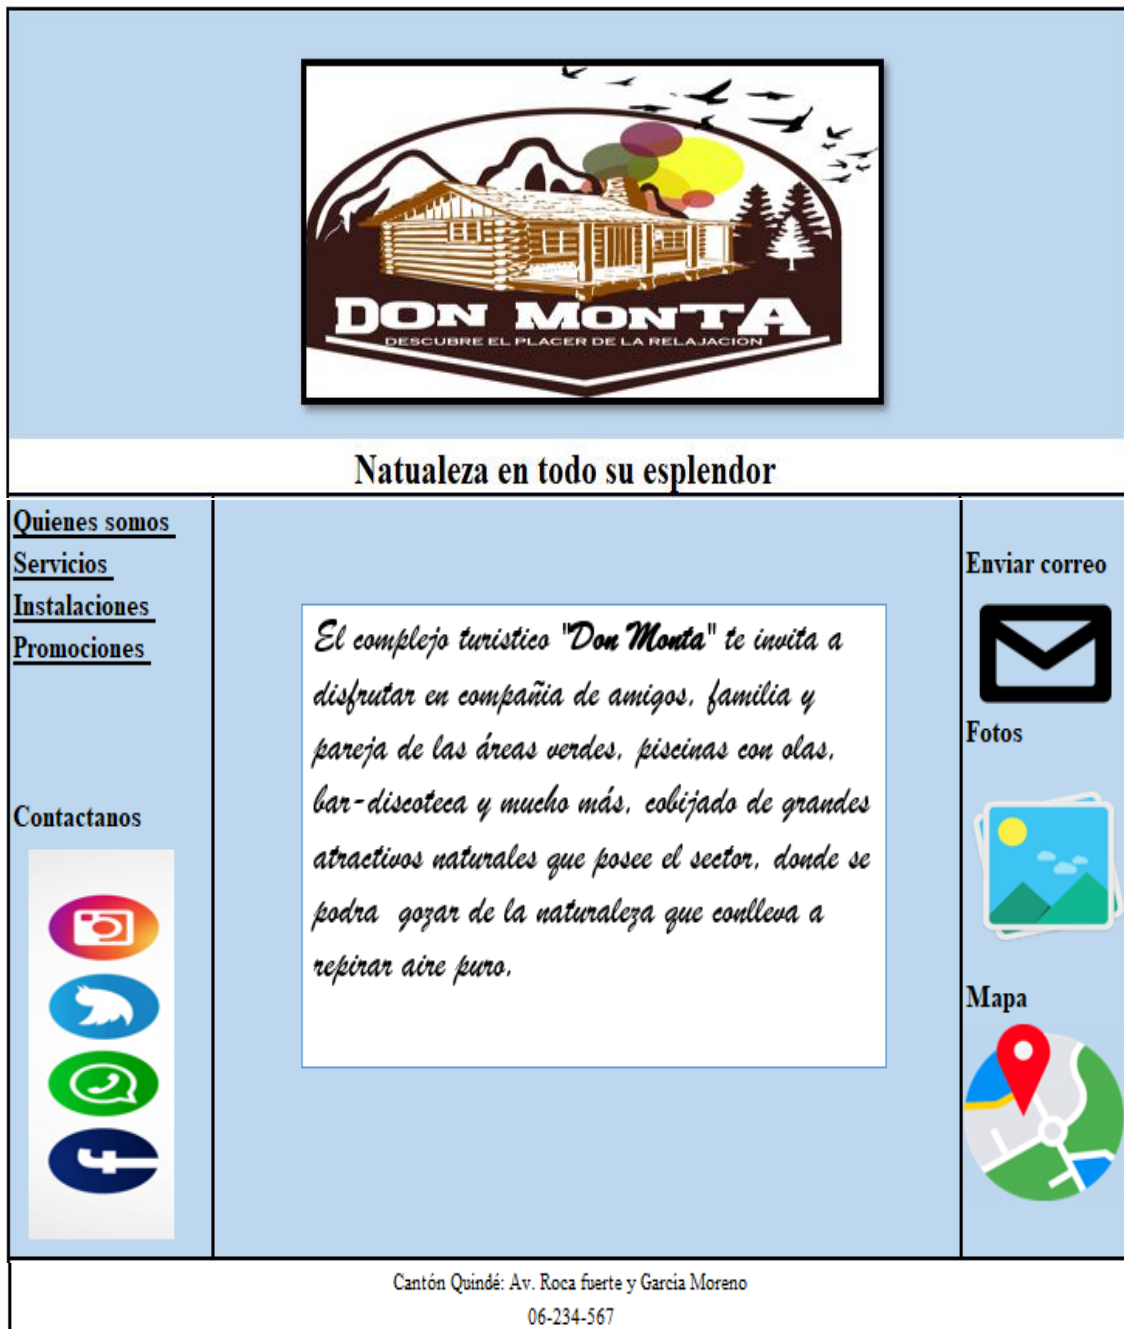 DON MONTA
DESCUBRE EL PLACER DE LA RELAJACIÓN
Natualeza en todo su esplendor
Quienes somos
Servicios
Instalaciones
Promociones
Contactanos
El complejo turistico "Don Monta" te invita a
disfrutar en compañia de amigos, familia y
pareja de las áreas verdes, piscinas con olas,
bar-discoteca y mucho más, cobijado de grandes
atractivos naturales que posee el sector, donde se
podra gozar de la naturaleza que conlleva a
repirar aire puro.
Enviar correo
Fotos
Mapa
Cantón Quindé: Av. Roca fuerte y García Moreno
06-234-567